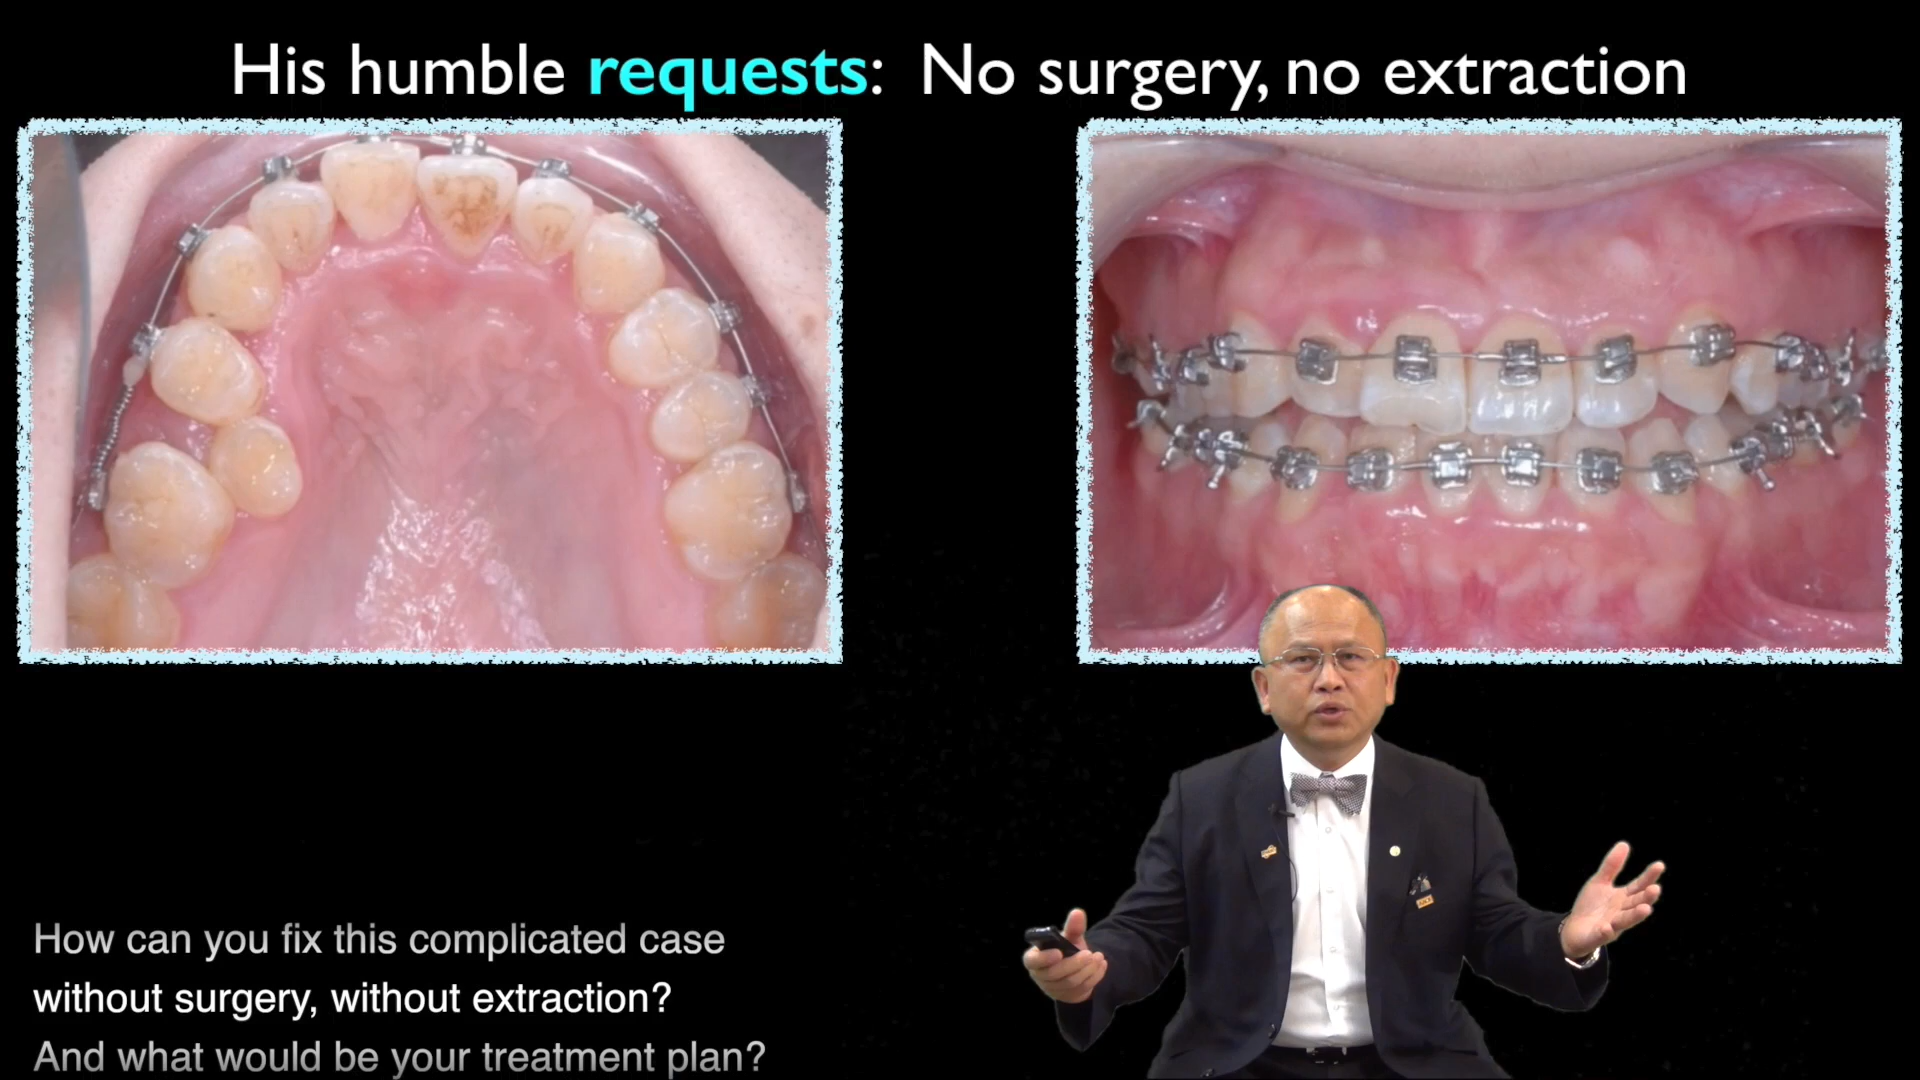 His humble requests: No surgery, no extraction
How can you fix this complicated case
without surgery, without extraction?
And what would be your treatment plan?